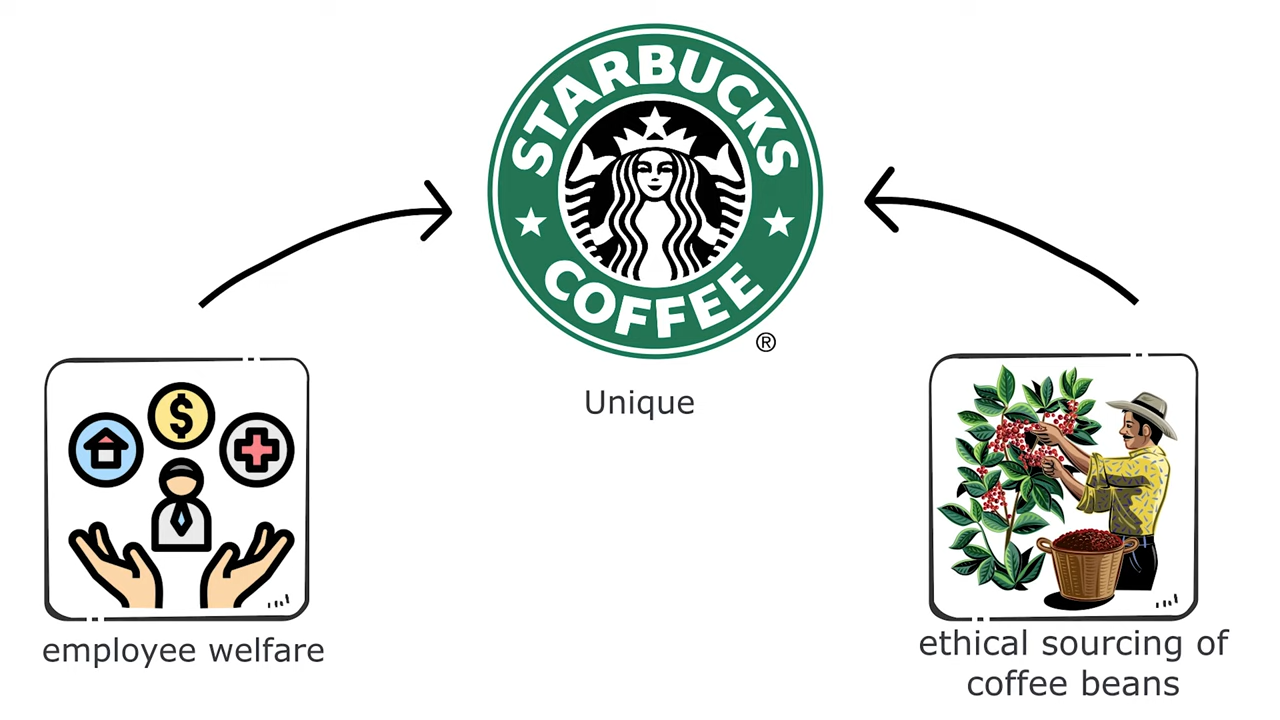 STARBUCKS
COFFEE
®
Unique
$
employee welfare
ethical sourcing of
coffee beans